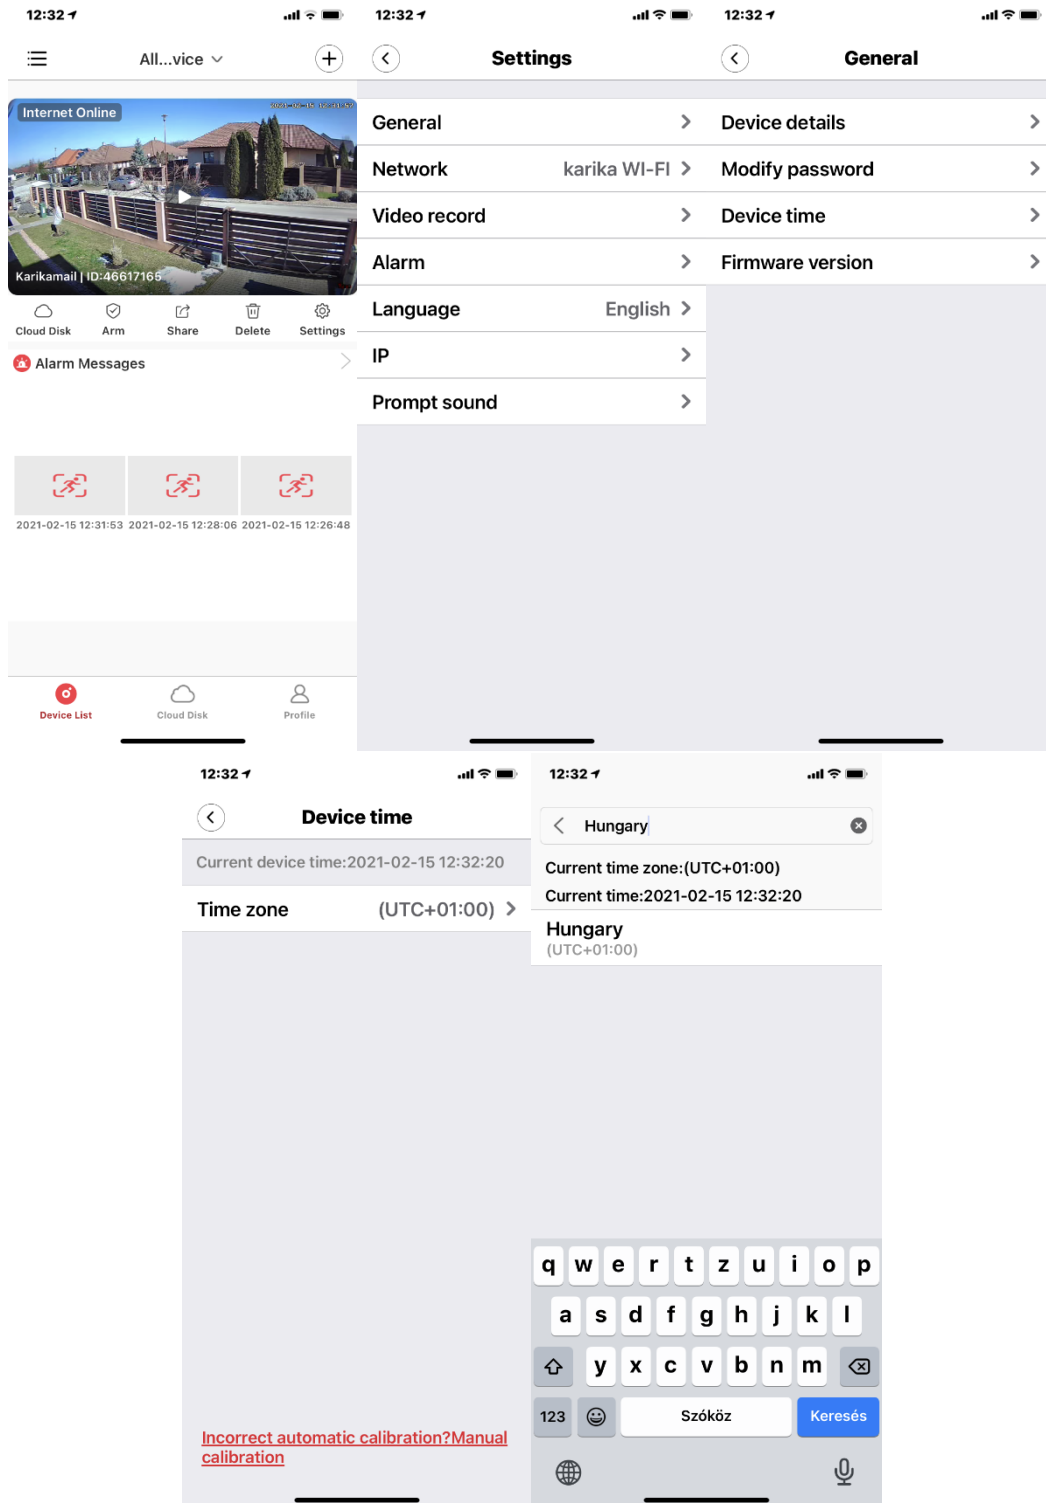 12:32
All...vice
Internet Online
Karikamail | ID:46617165
Cloud Disk
Arm
Share
Delete
Settings
Alarm Messages
2021-02-15 12:31:53
2021-02-15 12:28:06
2021-02-15 12:26:48
Device List
Cloud Disk
Profile
12:32
Settings
General
Network karika WI-FI
Video record
Alarm
Language English
IP
Prompt sound
12:32
General
Device details
Modify password
Device time
Firmware version
12:32
Device time
Current device time:2021-02-15 12:32:20
Time zone (UTC+01:00)
Incorrect automatic calibration?Manual
calibration
12:32
Hungary
Current time zone:(UTC+01:00)
Current time:2021-02-15 12:32:20
Hungary
(UTC+01:00)
q w e r t z u i o p
a s d f g h j k l
y x c v b n m
123 Szóköz Keresés